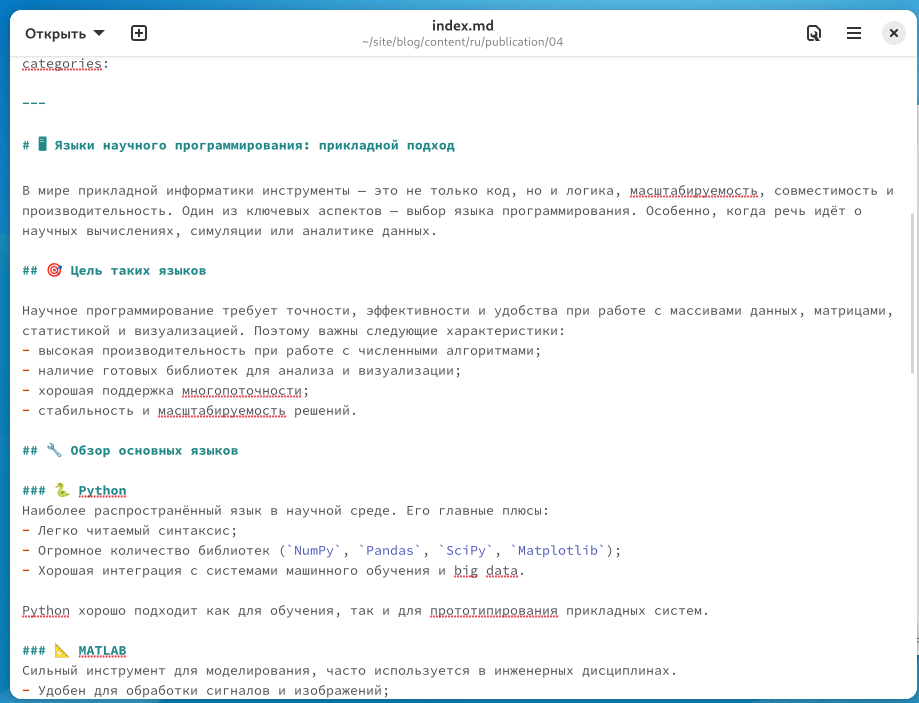 Открыть
index.md
~/site/blog/content/ru/publication/04
categories:
---
# 🖥 Языки научного программирования: прикладной подход
В мире прикладной информатики инструменты — это не только код, но и логика, масштабируемость, совместимость и
производительность. Один из ключевых аспектов — выбор языка программирования. Особенно, когда речь идёт о
научных вычислениях, симуляции или аналитике данных.
## 🎯 Цель таких языков
Научное программирование требует точности, эффективности и удобства при работе с массивами данных, матрицами,
статистикой и визуализацией. Поэтому важны следующие характеристики:
- высокая производительность при работе с численными алгоритмами;
- наличие готовых библиотек для анализа и визуализации;
- хорошая поддержка многопоточности;
- стабильность и масштабируемость решений.
## 🔧 Обзор основных языков
### 🐍 Python
Наиболее распространённый язык в научной среде. Его главные плюсы:
- Легко читаемый синтаксис;
- Огромное количество библиотек (`NumPy`, `Pandas`, `SciPy`, `Matplotlib`);
- Хорошая интеграция с системами машинного обучения и big data.
Python хорошо подходит как для обучения, так и для прототипирования прикладных систем.
### 📐 MATLAB
Сильный инструмент для моделирования, часто используется в инженерных дисциплинах.
- Удобен для обработки сигналов и изображений;